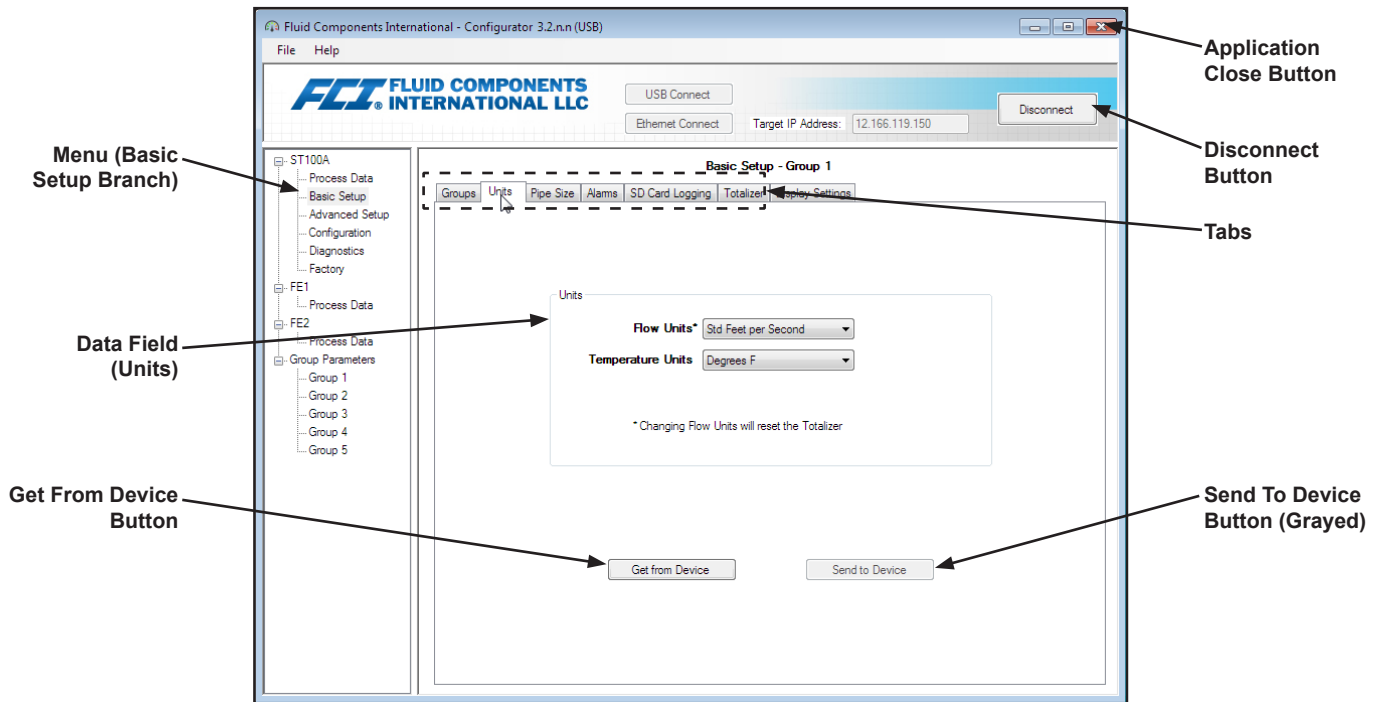 Fluid Components International - Configurator 3.2.n.n (USB)
File Help
FCI® FLUID COMPONENTS
INTERNATIONAL LLC
USB Connect
Ethernet Connect
Target IP Address: 12.166.119.150
Disconnect
Application
Close Button
Disconnect
Button
Tabs
Menu (Basic
Setup Branch)
ST100A
Process Data
Basic Setup
Advanced Setup
Configuration
Diagnostics
Factory
FE1
Process Data
FE2
Process Data
Group Parameters
Group 1
Group 2
Group 3
Group 4
Group 5
Basic Setup - Group 1
Groups Units Pipe Size Alarms SD Card Logging Totalizer Display Settings
Data Field
(Units)
Units
Flow Units* Std Feet per Second
Temperature Units Degrees F
* Changing Flow Units will reset the Totalizer
Get From Device
Button
Get from Device
Send to Device
Send To Device
Button (Grayed)